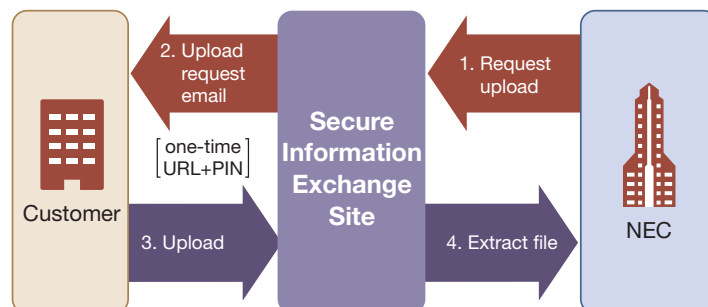 2. Upload
request
email
1. Request
upload
Secure
Information
Exchange
Site
[one-time
URL+PIN]
Customer
3. Upload
4. Extract file
NEC